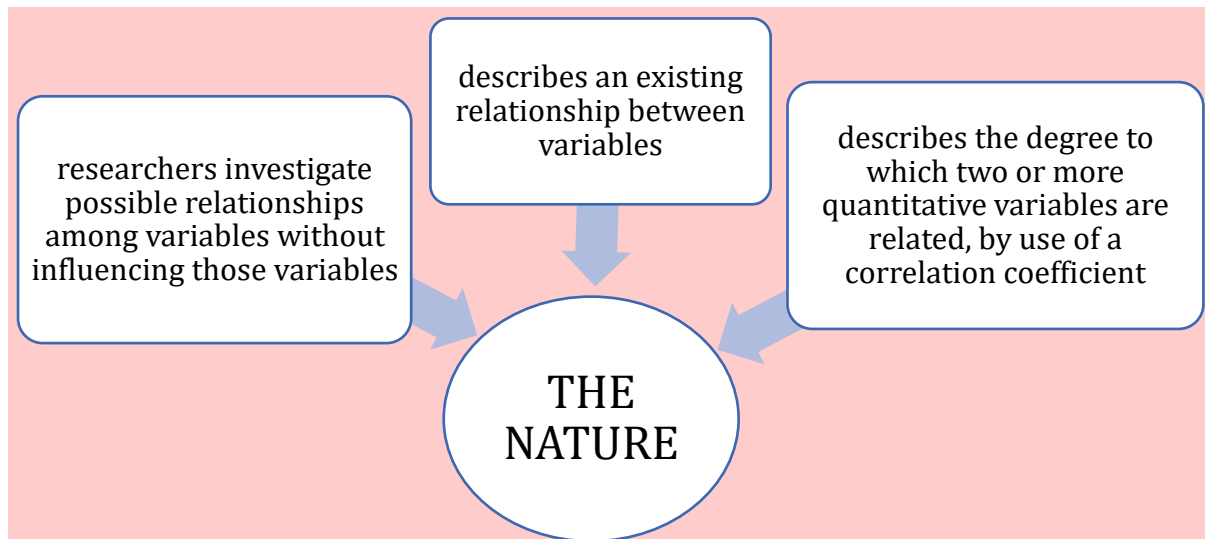 researchers investigate
possible relationships
among variables without
influencing those variables
describes an existing
relationship between
variables
describes the degree to
which two or more
quantitative variables are
related, by use of a
correlation coefficient
THE
NATURE